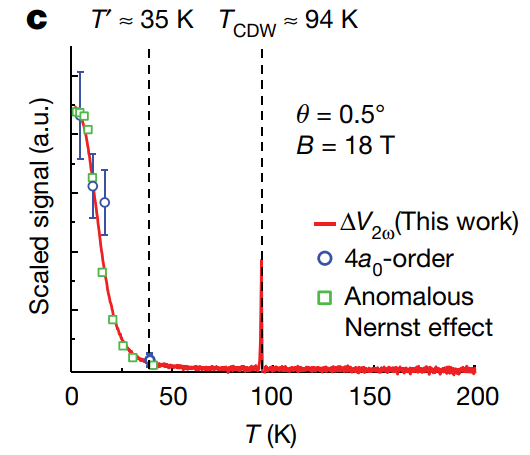 c T′ ≈ 35 K T_CDW ≈ 94 K
θ = 0.5°
B = 18 T
ΔV_2ω(This work)
4a_0-order
Anomalous
Nernst effect
Scaled signal (a.u.)
0 50 100 150 200
T (K)